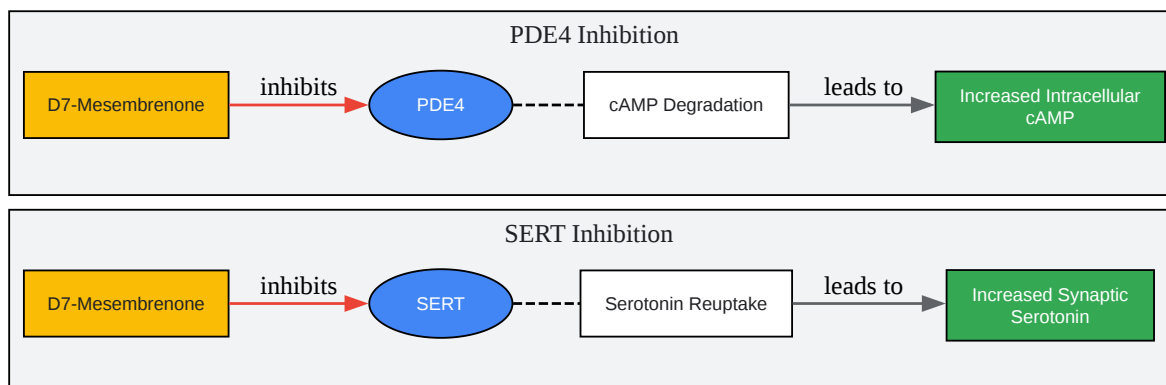 PDE4 Inhibition
D7-Mesembrenone
inhibits
PDE4
cAMP Degradation
leads to
Increased Intracellular
cAMP
SERT Inhibition
D7-Mesembrenone
inhibits
SERT
Serotonin Reuptake
leads to
Increased Synaptic
Serotonin